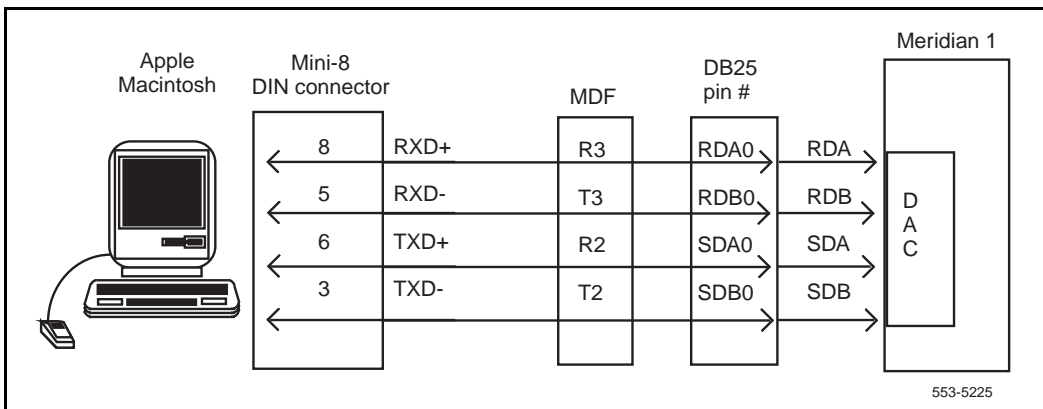 Meridian 1
Apple
Macintosh
Mini-8
DIN connector
MDF
DB25
pin #
8 RXD+ R3 RDA0 RDA
5 RXD- T3 RDB0 RDB
6 TXD+ R2 SDA0 SDA
3 TXD- T2 SDB0 SDB
D
A
C
553-5225